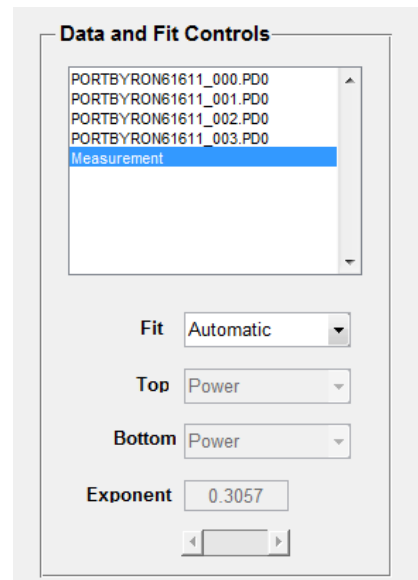 Data and Fit Controls
PORTBYRON61611_000.PD0
PORTBYRON61611_001.PD0
PORTBYRON61611_002.PD0
PORTBYRON61611_003.PD0
Measurement
Fit Automatic
Top Power
Bottom Power
Exponent 0.3057